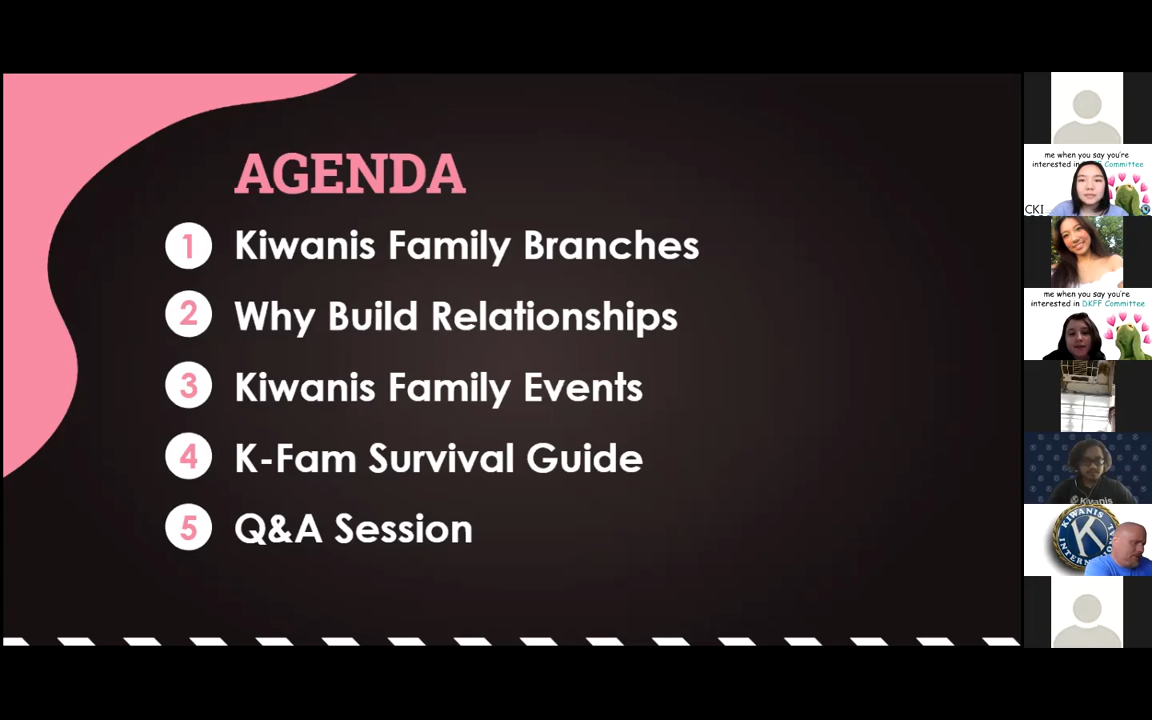 AGENDA
1 Kiwanis Family Branches
2 Why Build Relationships
3 Kiwanis Family Events
4 K-Fam Survival Guide
5 Q&A Session
me when you say you're
interested in Committee
CKI
me when you say you're
interested in DKFF Committee
Kiwanis
KIWANIS
K